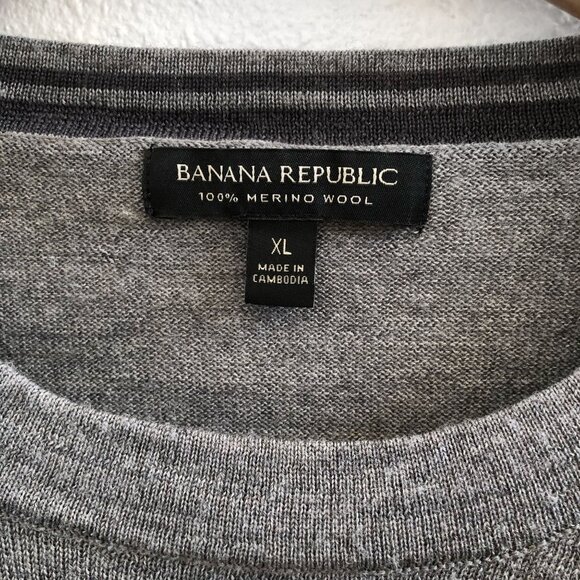 BANANA REPUBLIC
100% MERINO WOOL
XL
MADE IN
CAMBODIA